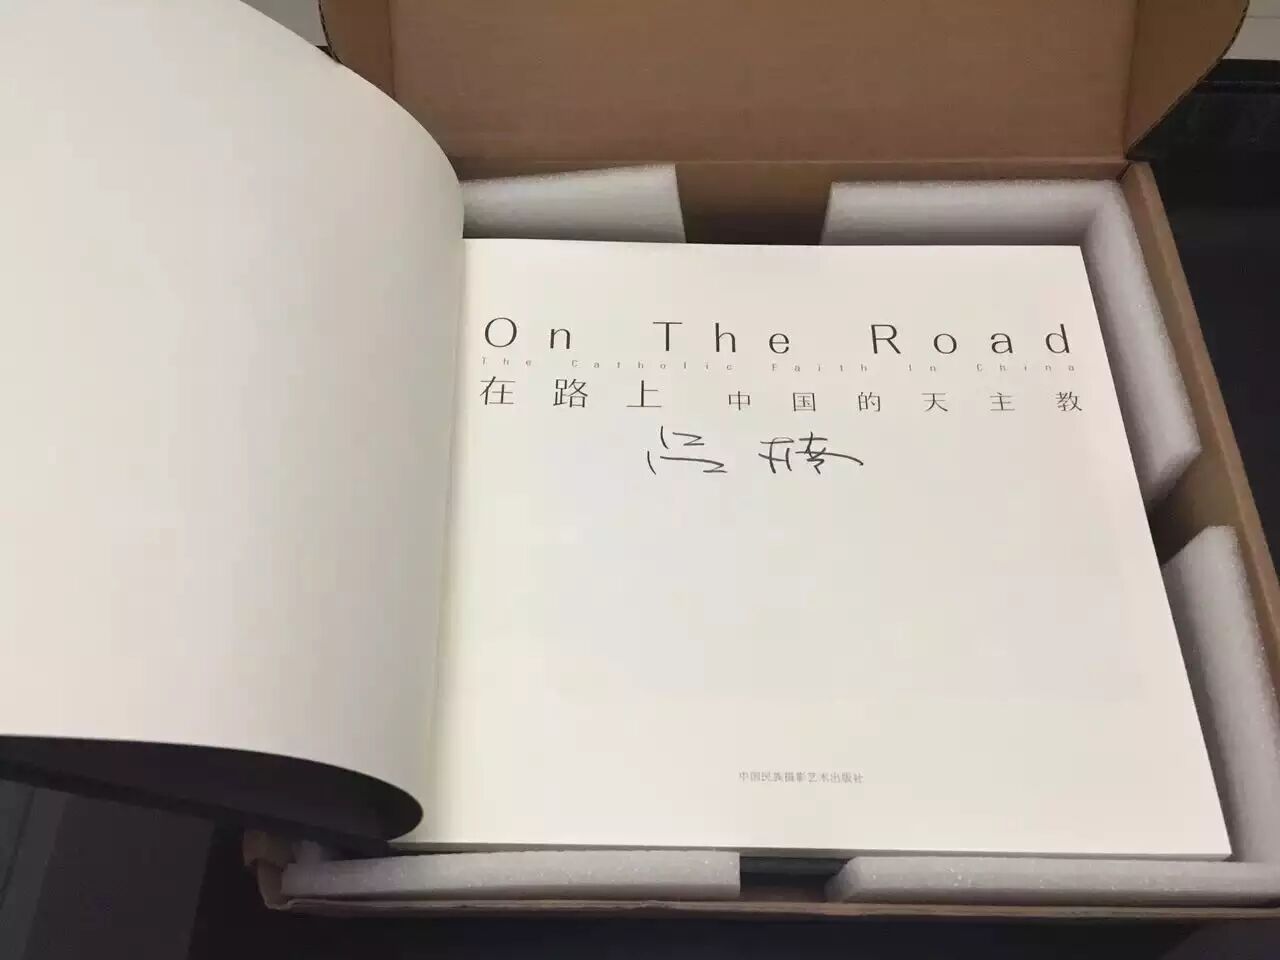 On The Road
The Catholic Faith In China
在路上 中国的天主教
中国民族摄影艺术出版社